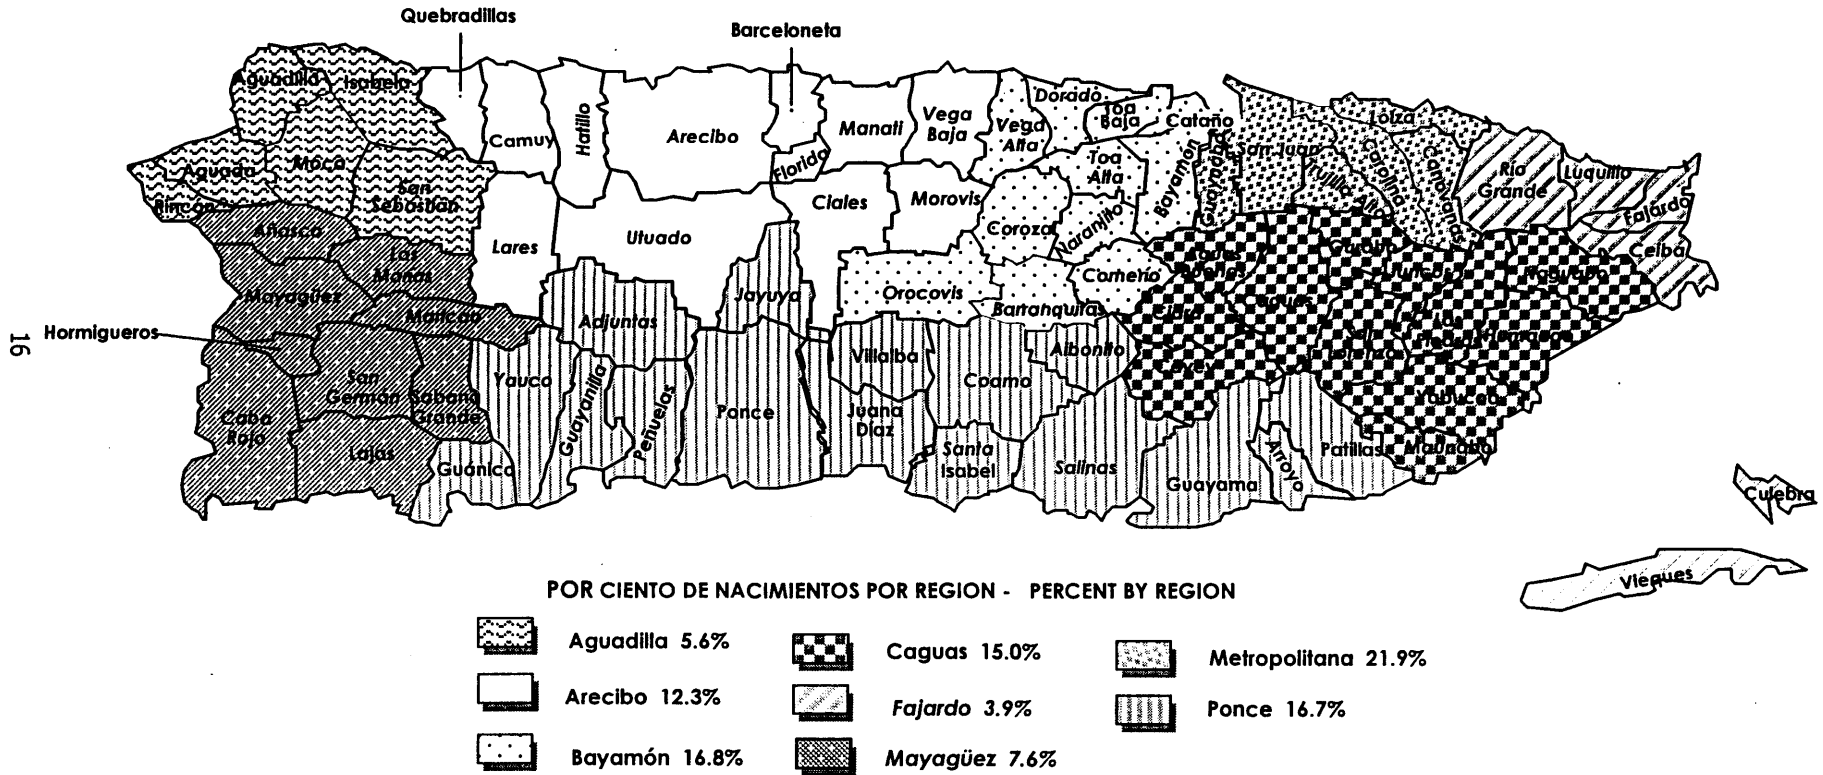 Quebradillas
Barceloneta
Aguadilla
Isabela
Camuy
Hatillo
Arecibo
Manati
Vega
Baja
Vega
Alta
Dorado
Toa
Baja
Cataño
Loiza
San Juan
Aguada
Moca
San
Sebastián
Rincón
Florida
Ciales
Morovis
Toa
Alta
Bayamón
Guaynabo
Trujillo
Alto
Carolina
Canóvanas
Río
Grande
Luquillo
Fajardo
Ceiba
Añasco
Las
Marías
Lares
Utuado
Corozal
Naranjito
Mayagüez
Maricao
Adjuntas
Jayuya
Orocovis
Barranquitas
Comerío
Aguas
Buenas
Gurabo
Juncos
Naguabo
Caguas
Cidra
San
Lorenzo
Las
Piedras
Humacao
Hormigueros
16
San
Germán
Sabana
Grande
Yauco
Guayanilla
Peñuelas
Ponce
Villalba
Juana
Díaz
Coamo
Aibonito
Cayey
Yabucoa
Cabo
Rojo
Lajas
Guánica
Santa
Isabel
Salinas
Guayama
Arroyo
Patillas
Maunabo
Culebra
Vieques
POR CIENTO DE NACIMIENTOS POR REGION - PERCENT BY REGION
Aguadilla 5.6%
Arecibo 12.3%
Bayamón 16.8%
Caguas 15.0%
Fajardo 3.9%
Mayagüez 7.6%
Metropolitana 21.9%
Ponce 16.7%